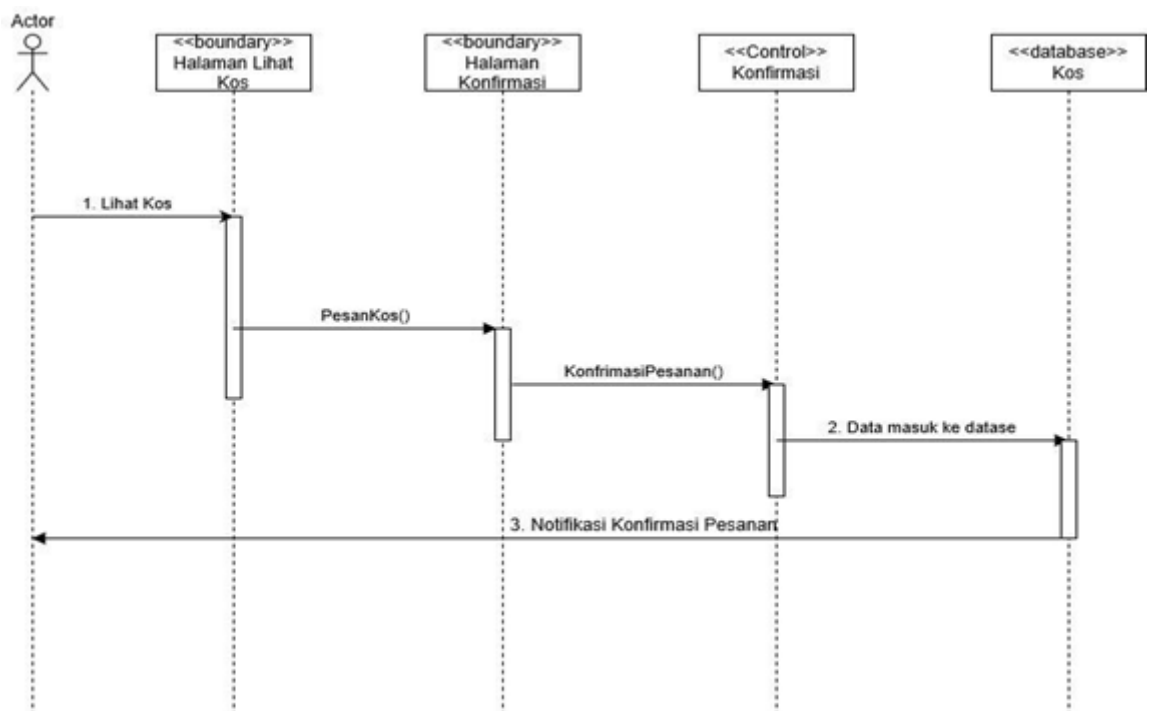 Actor
<<boundary>>
Halaman Lihat
Kos
<<boundary>>
Halaman
Konfirmasi
<<Control>>
Konfirmasi
<<database>>
Kos
1. Lihat Kos
PesanKos()
KonfrimasiPesanan()
2. Data masuk ke datase
3. Notifikasi Konfirmasi Pesanan